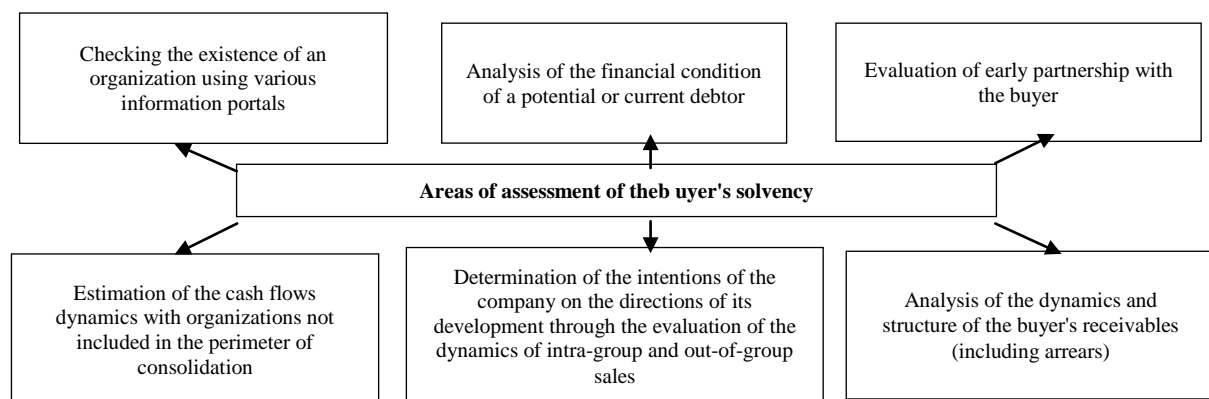 Checking the existence of an
organization using various
information portals
Analysis of the financial condition
of a potential or current debtor
Evaluation of early partnership with
the buyer
Areas of assessment of theb uyer's solvency
Estimation of the cash flows
dynamics with organizations not
included in the perimeter of
consolidation
Determination of the intentions of the
company on the directions of its
development through the evaluation of the
dynamics of intra-group and out-of-group
sales
Analysis of the dynamics and
structure of the buyer's receivables
(including arrears)